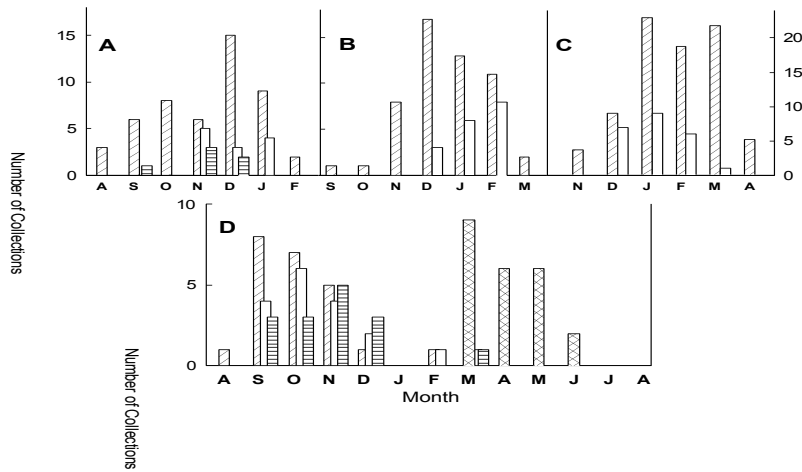 A
15
10
5
0
A S O N D J F
B
S O N D J F M
C
20
15
10
5
0
N D J F M A
Number of Collections
D
10
5
0
A S O N D J F M A M J J A
Month
Number of Collections